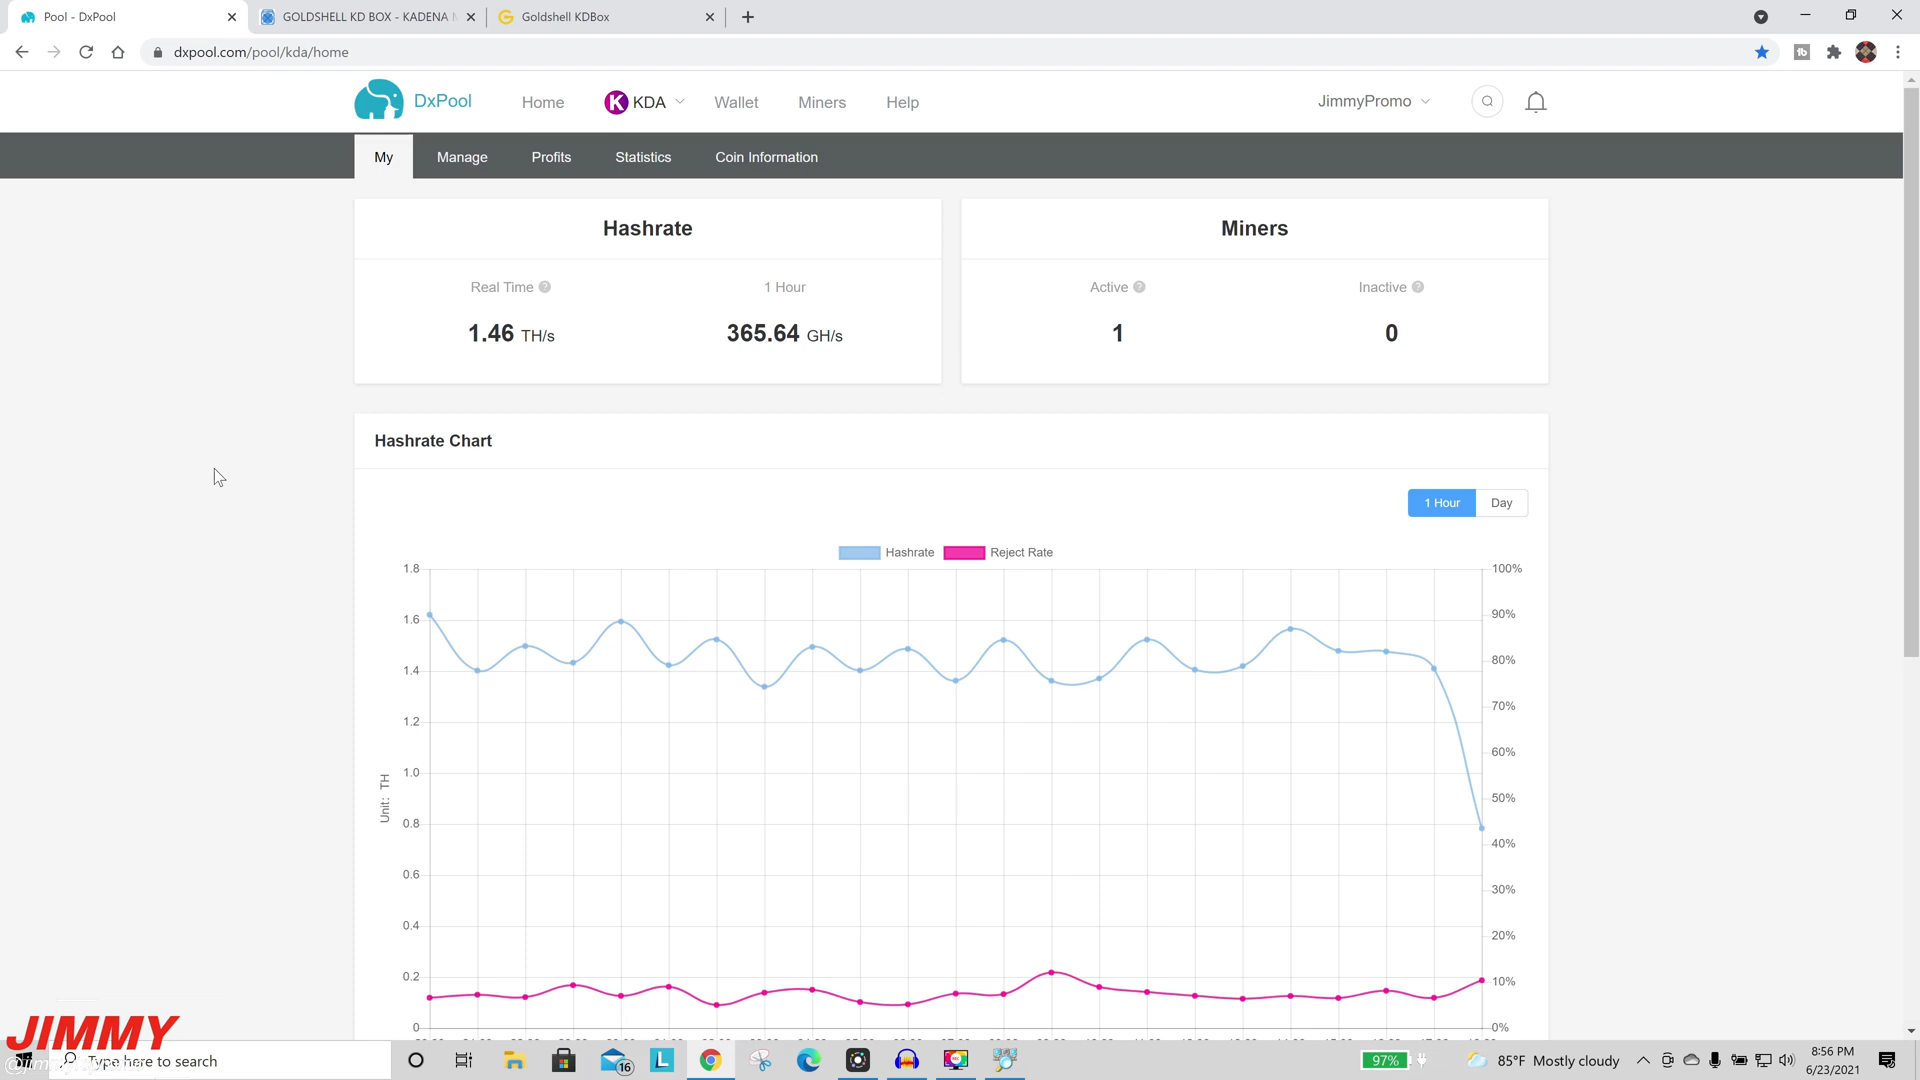 Pool - DxPool
GOLDSHELL KD BOX - KADENA
Goldshell KDBox
dxpool.com/pool/kda/home
DxPool
Home
KDA
Wallet
Miners
Help
JimmyPromo
My
Manage
Profits
Statistics
Coin Information
Hashrate
Miners
Real Time
1 Hour
Active
Inactive
1.46 TH/s
365.64 GH/s
1
0
Hashrate Chart
1 Hour
Day
Hashrate
Reject Rate
1.8
1.6
1.4
1.2
1.0
0.8
0.6
0.4
0.2
0
Unit: TH
100%
90%
80%
70%
60%
50%
40%
30%
20%
10%
0%
JIMMY
Type here to search
16
97%
85°F Mostly cloudy
8:56 PM
6/23/2021